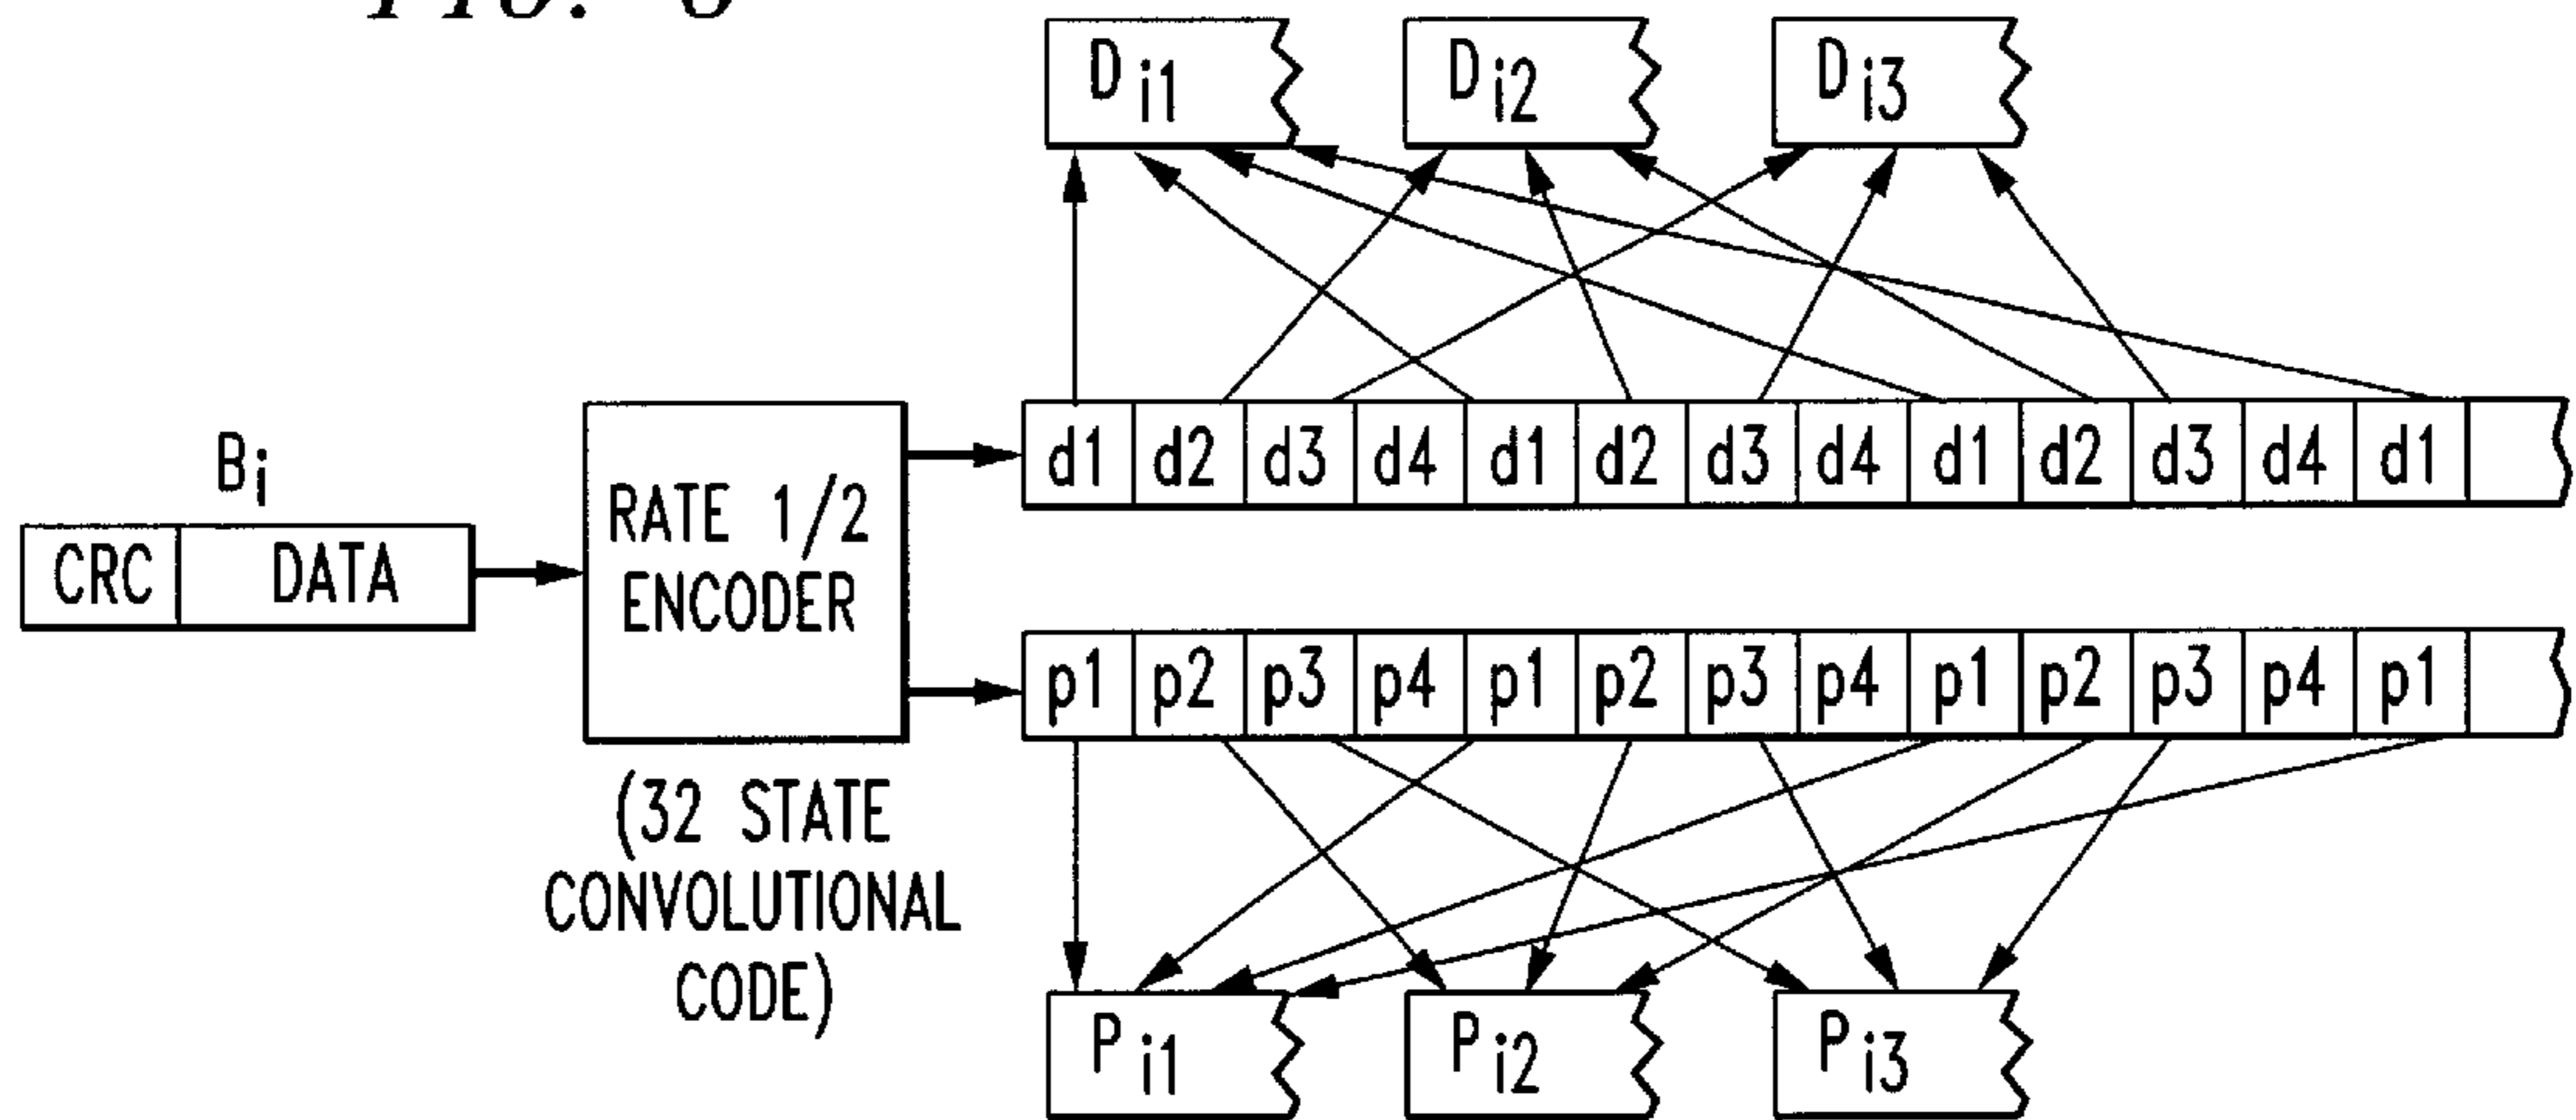 D i1 D i2 D i3
d1 d2 d3 d4 d1 d2 d3 d4 d1 d2 d3 d4 d1
Bi
CRC DATA
RATE 1/2
ENCODER
(32 STATE
CONVOLUTIONAL
CODE)
p1 p2 p3 p4 p1 p2 p3 p4 p1 p2 p3 p4 p1
P i1 P i2 P i3